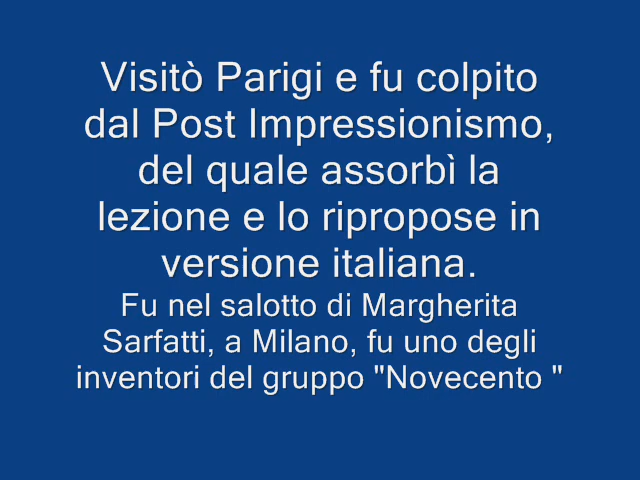 Visitò Parigi e fu colpito
dal Post Impressionismo,
del quale assorbì la
lezione e lo ripropose in
versione italiana.
Fu nel salotto di Margherita
Sarfatti, a Milano, fu uno degli
inventori del gruppo "Novecento "